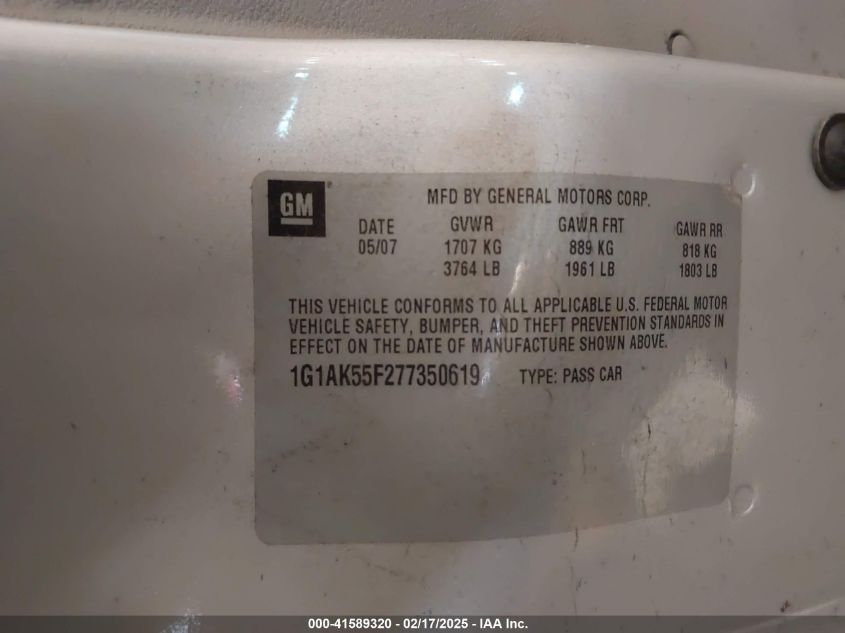 GM
MFD BY GENERAL MOTORS CORP.
DATE GVWR GAWR FRT GAWR RR
05/07 1707 KG 889 KG 818 KG
3764 LB 1961 LB 1803 LB
THIS VEHICLE CONFORMS TO ALL APPLICABLE U.S. FEDERAL MOTOR
VEHICLE SAFETY, BUMPER, AND THEFT PREVENTION STANDARDS IN
EFFECT ON THE DATE OF MANUFACTURE SHOWN ABOVE.
1G1AK55F277350619 TYPE: PASS CAR
000-41589320 - 02/17/2025 - IAA Inc.